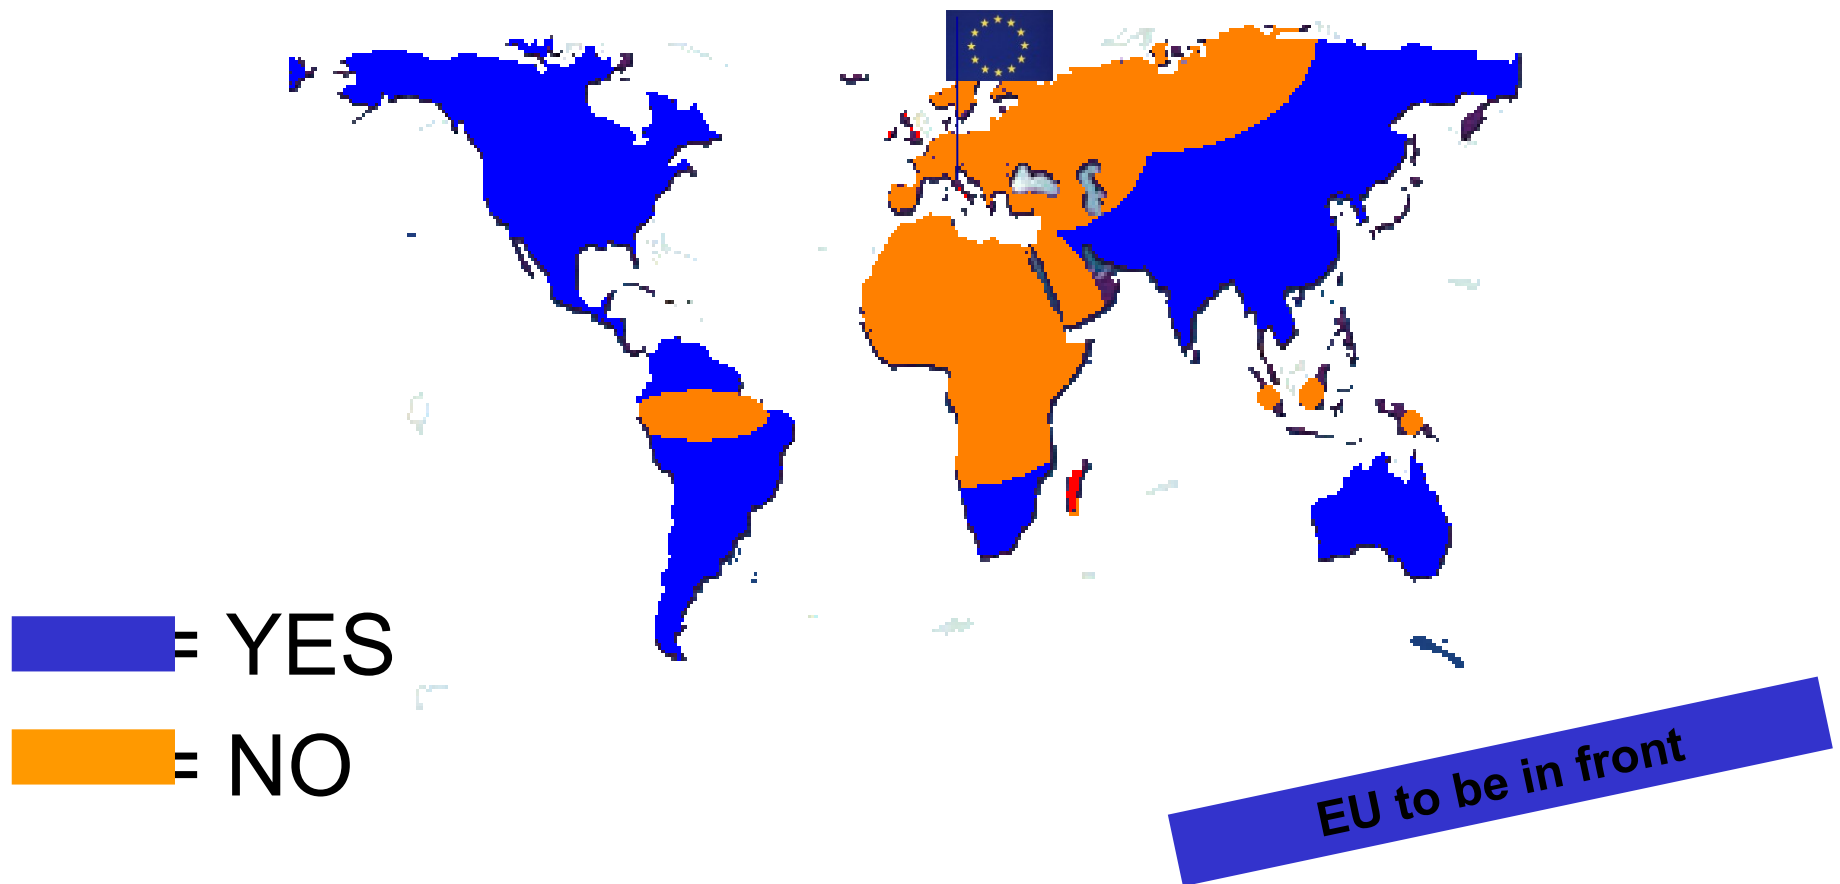 = YES
= NO
EU to be in front